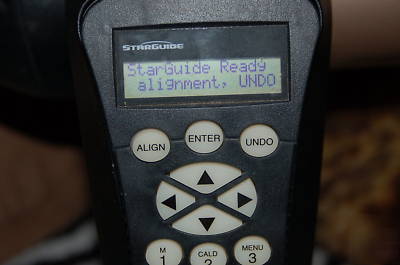 STARGUIDE
StarGuide Ready
alignment, UNDO
ALIGN
ENTER
UNDO
M
CALD
MENU
1
2
3